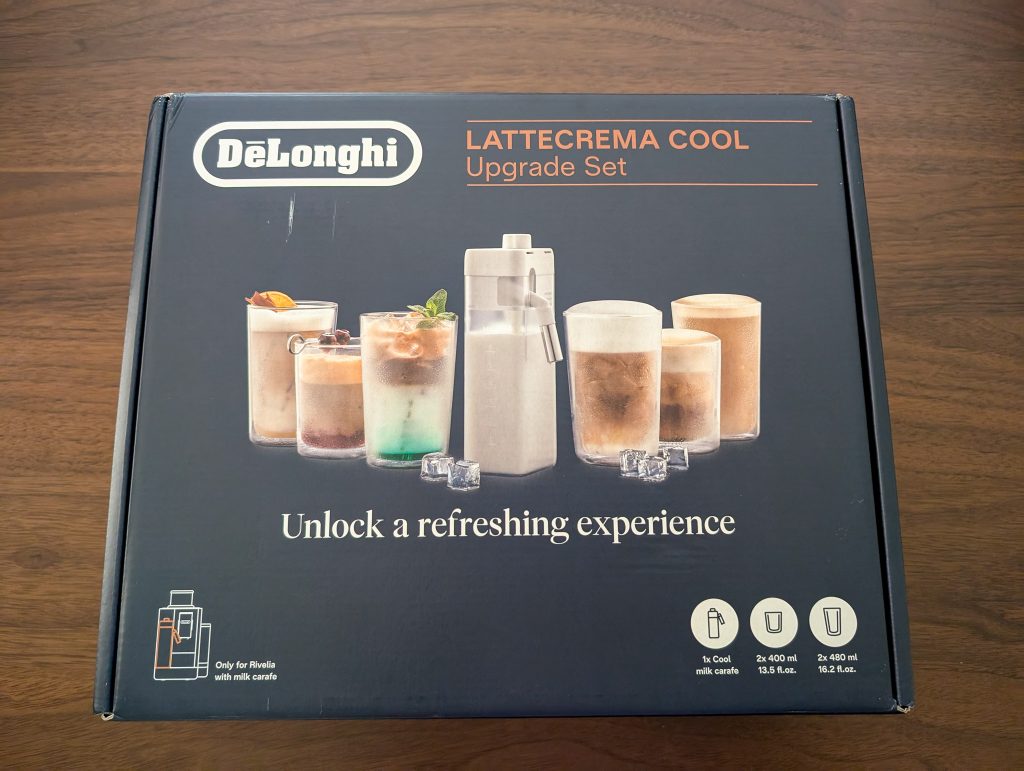 DēLonghi
LATTECREMA COOL
Upgrade Set
Unlock a refreshing experience
Only for Rivelia
with milk carafe
1x Cool
milk carafe
2x 400 ml
13.5 fl.oz.
2x 480 ml
16.2 fl.oz.